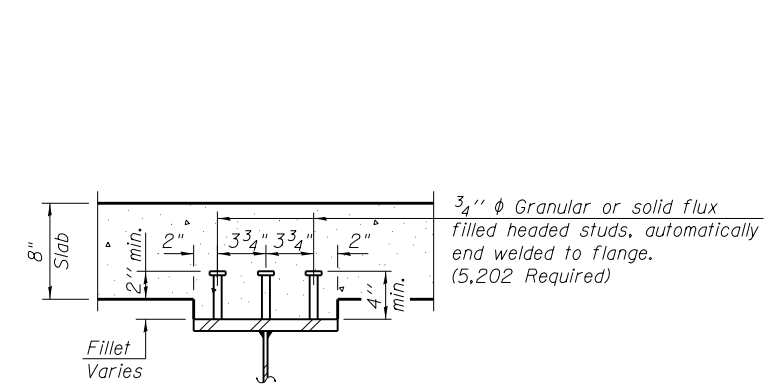 ¾" ϕ Granular or solid flux
filled headed studs, automatically
end welded to flange.
(5,202 Required)
8"
Slab
2" min.
2"
3¾"
3¾"
2"
4"
min.
Fillet
Varies